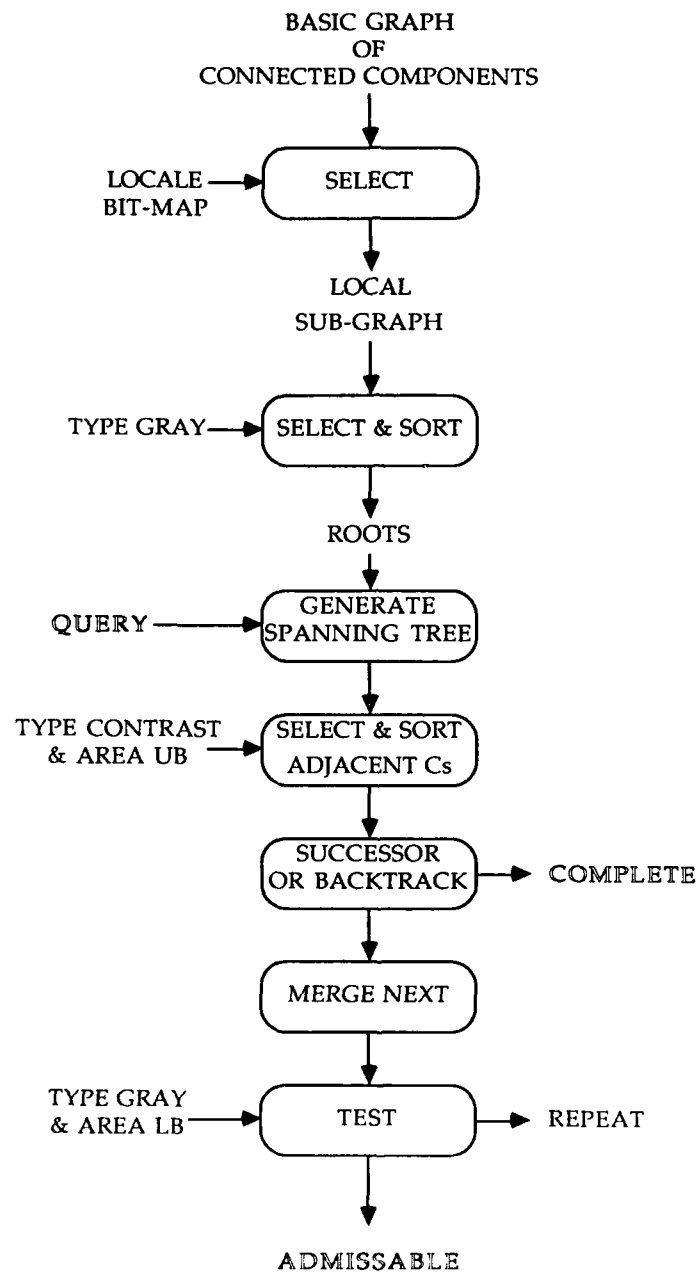 BASIC GRAPH
OF
CONNECTED COMPONENTS
LOCALE
BIT-MAP
SELECT
LOCAL
SUB-GRAPH
TYPE GRAY
SELECT & SORT
ROOTS
QUERY
GENERATE
SPANNING TREE
TYPE CONTRAST
& AREA UB
SELECT & SORT
ADJACENT Cs
SUCCESSOR
OR BACKTRACK
COMPLETE
MERGE NEXT
TYPE GRAY
& AREA LB
TEST
REPEAT
ADMISSABLE